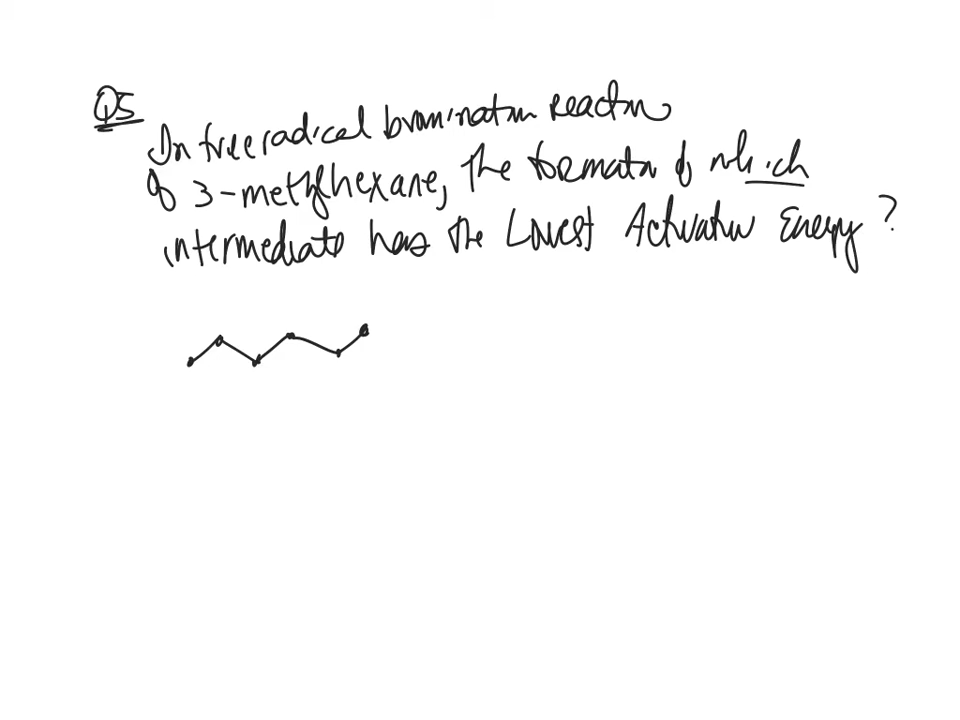 Q5
In free radical bromination reaction
of 3-methylhexane, the formation of which
intermediate has the Lowest Activation Energy?